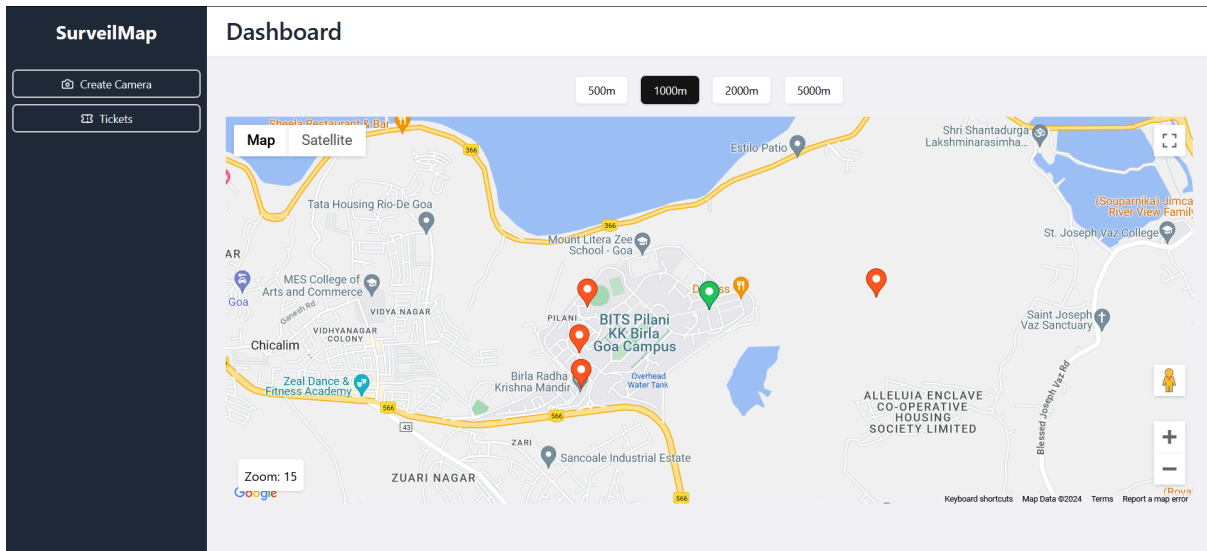 SurveilMap
Dashboard
Create Camera
Tickets
500m
1000m
2000m
5000m
Sheela Restaurant & Bar
Map
Satellite
366
Estilo Patio
Shri Shantadurga
Lakshminarasimha...
Tata Housing Rio-De Goa
(Souparnika) Jimca
River View Family
366
St. Joseph Vaz College
Mount Litera Zee
School - Goa
AR
MES College of
Arts and Commerce
Goa
Ganesh Rd
VIDYA NAGAR
PILANI
BITS Pilani
KK Birla
Goa Campus
Saint Joseph
Vaz Sanctuary
VIDHYANAGAR
COLONY
Chicalim
Birla Radha
Krishna Mandir
Overhead
Water Tank
Zeal Dance &
Fitness Academy
566
ALLELUIA ENCLAVE
CO-OPERATIVE
HOUSING
SOCIETY LIMITED
Blessed Joseph Vaz Rd
566
43
ZARI
Sancoale Industrial Estate
Zoom: 15
ZUARI NAGAR
Google
566
Keyboard shortcuts
Map Data ©2024
Terms
Report a map error